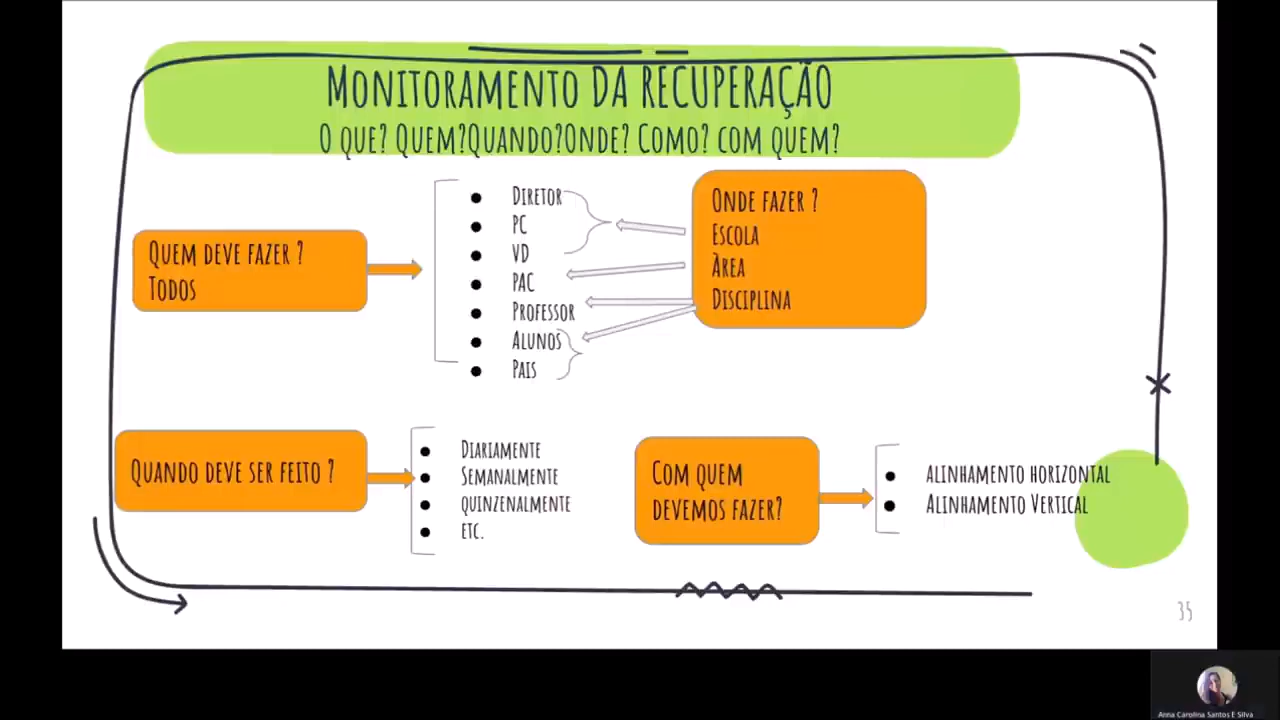 Monitoramento DA RECUPERAÇÃO
O que? Quem?Quando?Onde? Como? com quem?
Quem deve fazer ?
Todos
Diretor
PC
VD
PAC
Professor
Alunos
Pais
Onde fazer ?
Escola
Àrea
Disciplina
Quando deve ser feito ?
Diariamente
Semanalmente
quinzenalmente
etc.
Com quem
devemos fazer?
alinhamento horizontal
Alinhamento Vertical
35
Anna Carolina Santos E Silva